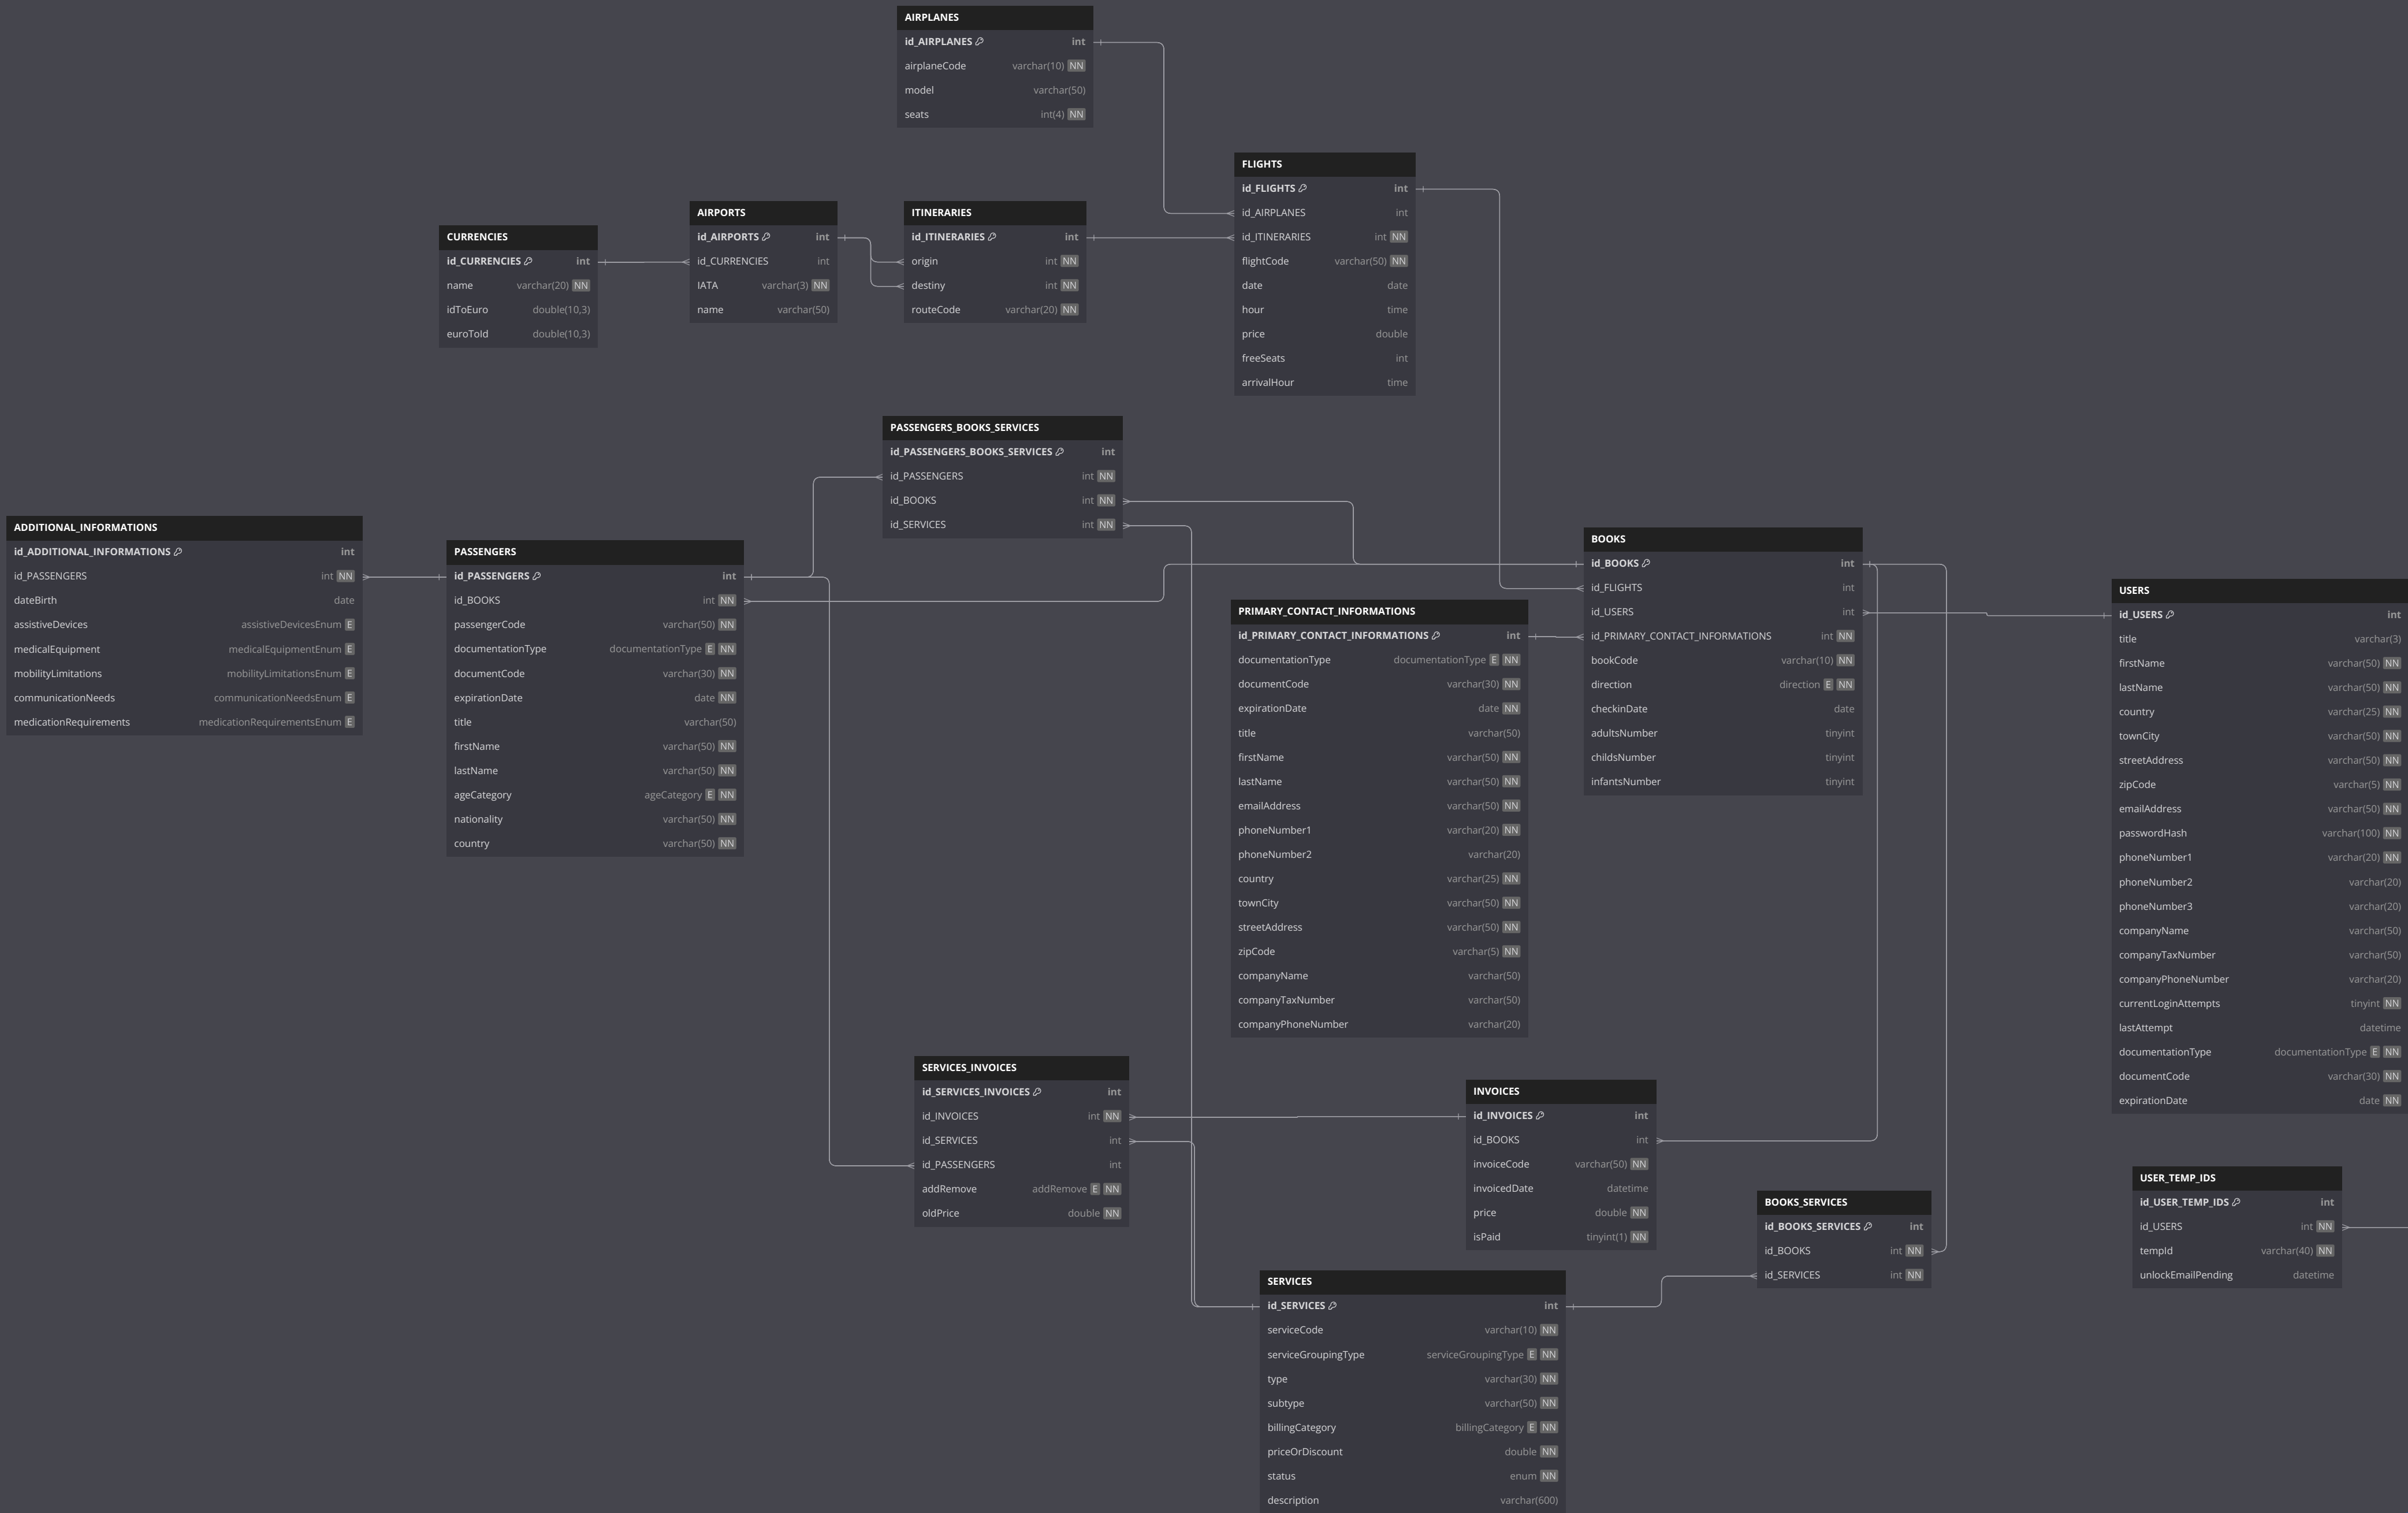 AIRPLANES
id_AIRPLANES int
airplaneCode varchar(10) NN
model varchar(50)
seats int(4) NN
FLIGHTS
id_FLIGHTS int
id_AIRPLANES int
id_ITINERARIES int NN
flightCode varchar(50) NN
date date
hour time
price double
freeSeats int
arrivalHour time
CURRENCIES
id_CURRENCIES int
name varchar(20) NN
idToEuro double(10,3)
euroToId double(10,3)
AIRPORTS
id_AIRPORTS int
id_CURRENCIES int
IATA varchar(3) NN
name varchar(50)
ITINERARIES
id_ITINERARIES int
origin int NN
destiny int NN
routeCode varchar(20) NN
PASSENGERS_BOOKS_SERVICES
id_PASSENGERS_BOOKS_SERVICES int
id_PASSENGERS int NN
id_BOOKS int NN
id_SERVICES int NN
ADDITIONAL_INFORMATIONS
id_ADDITIONAL_INFORMATIONS int
id_PASSENGERS int NN
dateBirth date
assistiveDevices assistiveDevicesEnum E
medicalEquipment medicalEquipmentEnum E
mobilityLimitations mobilityLimitationsEnum E
communicationNeeds communicationNeedsEnum E
medicationRequirements medicationRequirementsEnum E
PASSENGERS
id_PASSENGERS int
id_BOOKS int NN
passengerCode varchar(50) NN
documentationType documentationType E NN
documentCode varchar(30) NN
expirationDate date NN
title varchar(50)
firstName varchar(50) NN
lastName varchar(50) NN
ageCategory ageCategory E NN
nationality varchar(50) NN
country varchar(50) NN
PRIMARY_CONTACT_INFORMATIONS
id_PRIMARY_CONTACT_INFORMATIONS int
documentationType documentationType E NN
documentCode varchar(30) NN
expirationDate date NN
title varchar(50)
firstName varchar(50) NN
lastName varchar(50) NN
emailAddress varchar(50) NN
phoneNumber1 varchar(20) NN
phoneNumber2 varchar(20)
country varchar(25) NN
townCity varchar(50) NN
streetAddress varchar(50) NN
zipCode varchar(5) NN
companyName varchar(50)
companyTaxNumber varchar(50)
companyPhoneNumber varchar(20)
BOOKS
id_BOOKS int
id_FLIGHTS int
id_USERS int
id_PRIMARY_CONTACT_INFORMATIONS int NN
bookCode varchar(10) NN
direction direction E NN
checkinDate date
adultsNumber tinyint
childsNumber tinyint
infantsNumber tinyint
USERS
id_USERS int
title varchar(3)
firstName varchar(50) NN
lastName varchar(50) NN
country varchar(25) NN
townCity varchar(50) NN
streetAddress varchar(50) NN
zipCode varchar(5) NN
emailAddress varchar(50) NN
passwordHash varchar(100) NN
phoneNumber1 varchar(20) NN
phoneNumber2 varchar(20)
phoneNumber3 varchar(20)
companyName varchar(50)
companyTaxNumber varchar(50)
companyPhoneNumber varchar(20)
currentLoginAttempts tinyint NN
lastAttempt datetime
documentationType documentationType E NN
documentCode varchar(30) NN
expirationDate date NN
SERVICES_INVOICES
id_SERVICES_INVOICES int
id_INVOICES int NN
id_SERVICES int
id_PASSENGERS int
addRemove addRemove E NN
oldPrice double NN
INVOICES
id_INVOICES int
id_BOOKS int
invoiceCode varchar(50) NN
invoicedDate datetime
price double NN
isPaid tinyint(1) NN
BOOKS_SERVICES
id_BOOKS_SERVICES int
id_BOOKS int NN
id_SERVICES int NN
USER_TEMP_IDS
id_USER_TEMP_IDS int
id_USERS int NN
tempId varchar(40) NN
unlockEmailPending datetime
SERVICES
id_SERVICES int
serviceCode varchar(10) NN
serviceGroupingType serviceGroupingType E NN
type varchar(30) NN
subtype varchar(50) NN
billingCategory billingCategory E NN
priceOrDiscount double NN
status enum NN
description varchar(600)